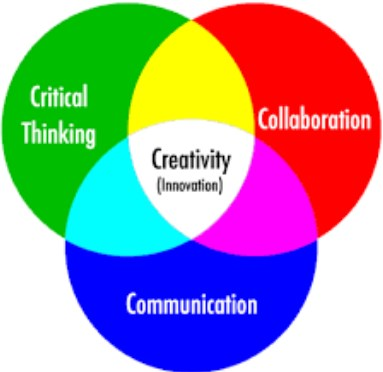 Critical
Thinking
Collaboration
Creativity
(Innovation)
Communication